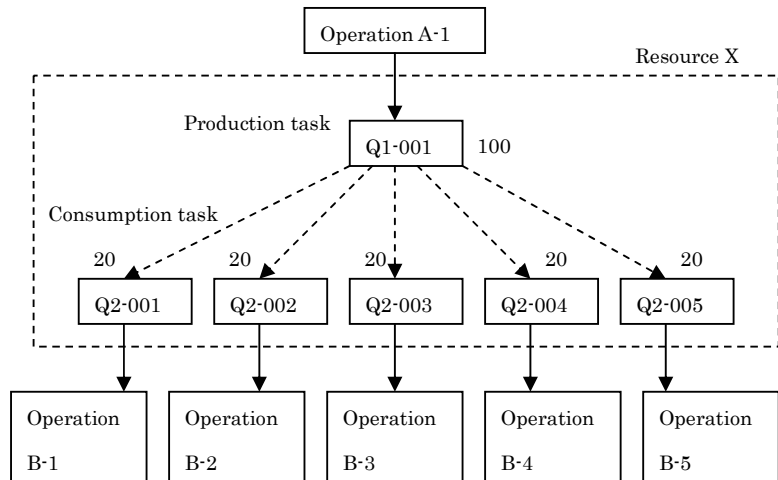 Operation A-1
Resource X
Production task
Q1-001
100
Consumption task
20
20
20
20
20
Q2-001
Q2-002
Q2-003
Q2-004
Q2-005
Operation
B-1
Operation
B-2
Operation
B-3
Operation
B-4
Operation
B-5